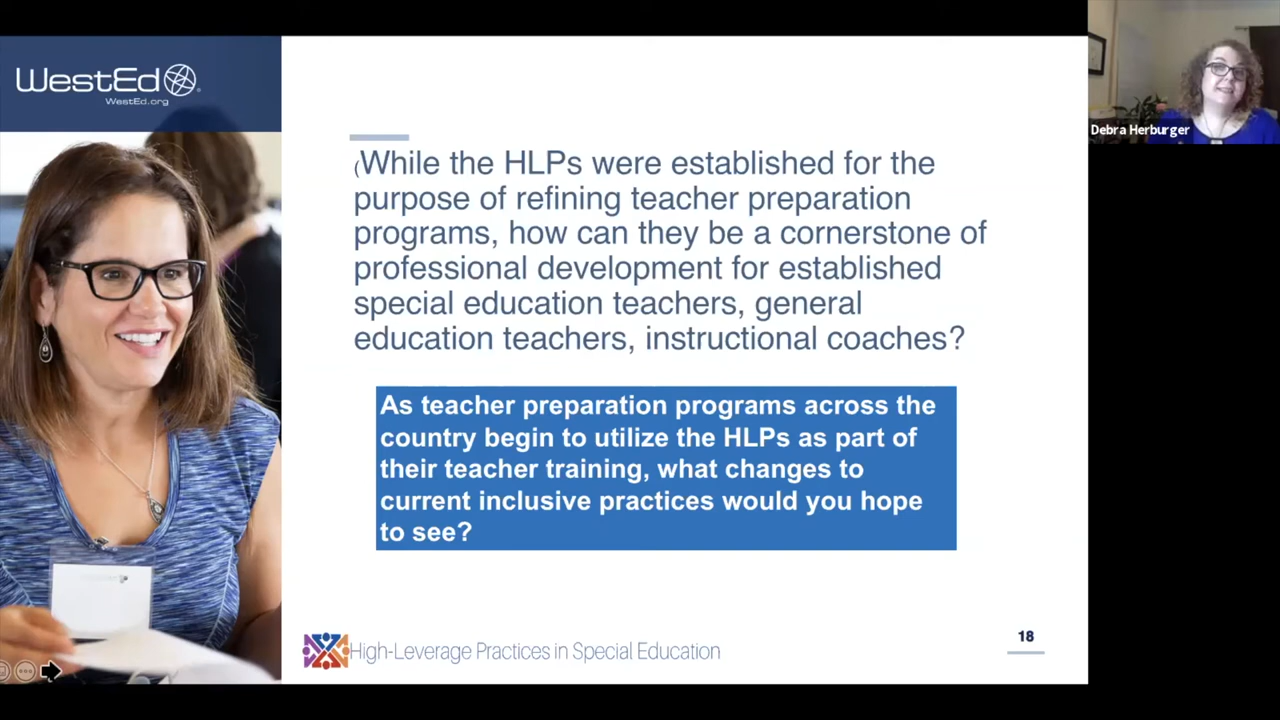 WestEd
WestEd.org
(While the HLPs were established for the
purpose of refining teacher preparation
programs, how can they be a cornerstone of
professional development for established
special education teachers, general
education teachers, instructional coaches?
As teacher preparation programs across the
country begin to utilize the HLPs as part of
their teacher training, what changes to
current inclusive practices would you hope
to see?
High-Leverage Practices in Special Education
18
Debra Herburger